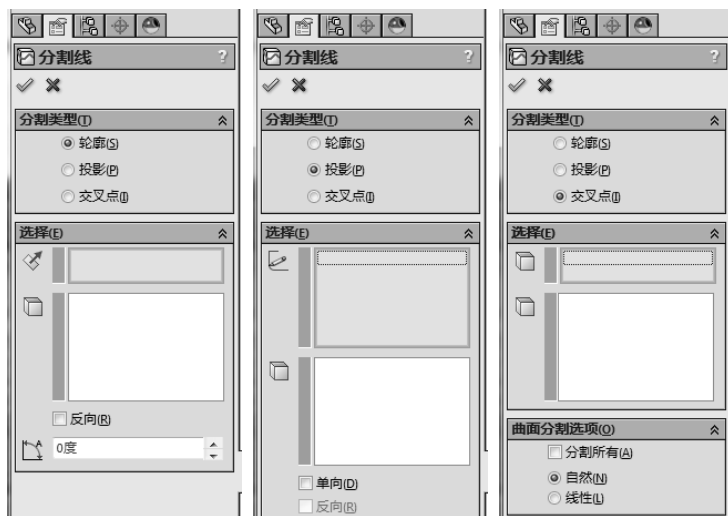 分割线 ?
分割类型(T)
轮廓(S)
投影(P)
交叉点(I)
选择(E)
反向(R)
0度
分割线 ?
分割类型(T)
轮廓(S)
投影(P)
交叉点(I)
选择(E)
单向(D)
反向(R)
分割线 ?
分割类型(T)
轮廓(S)
投影(P)
交叉点(I)
选择(E)
曲面分割选项(O)
分割所有(A)
自然(N)
线性(L)